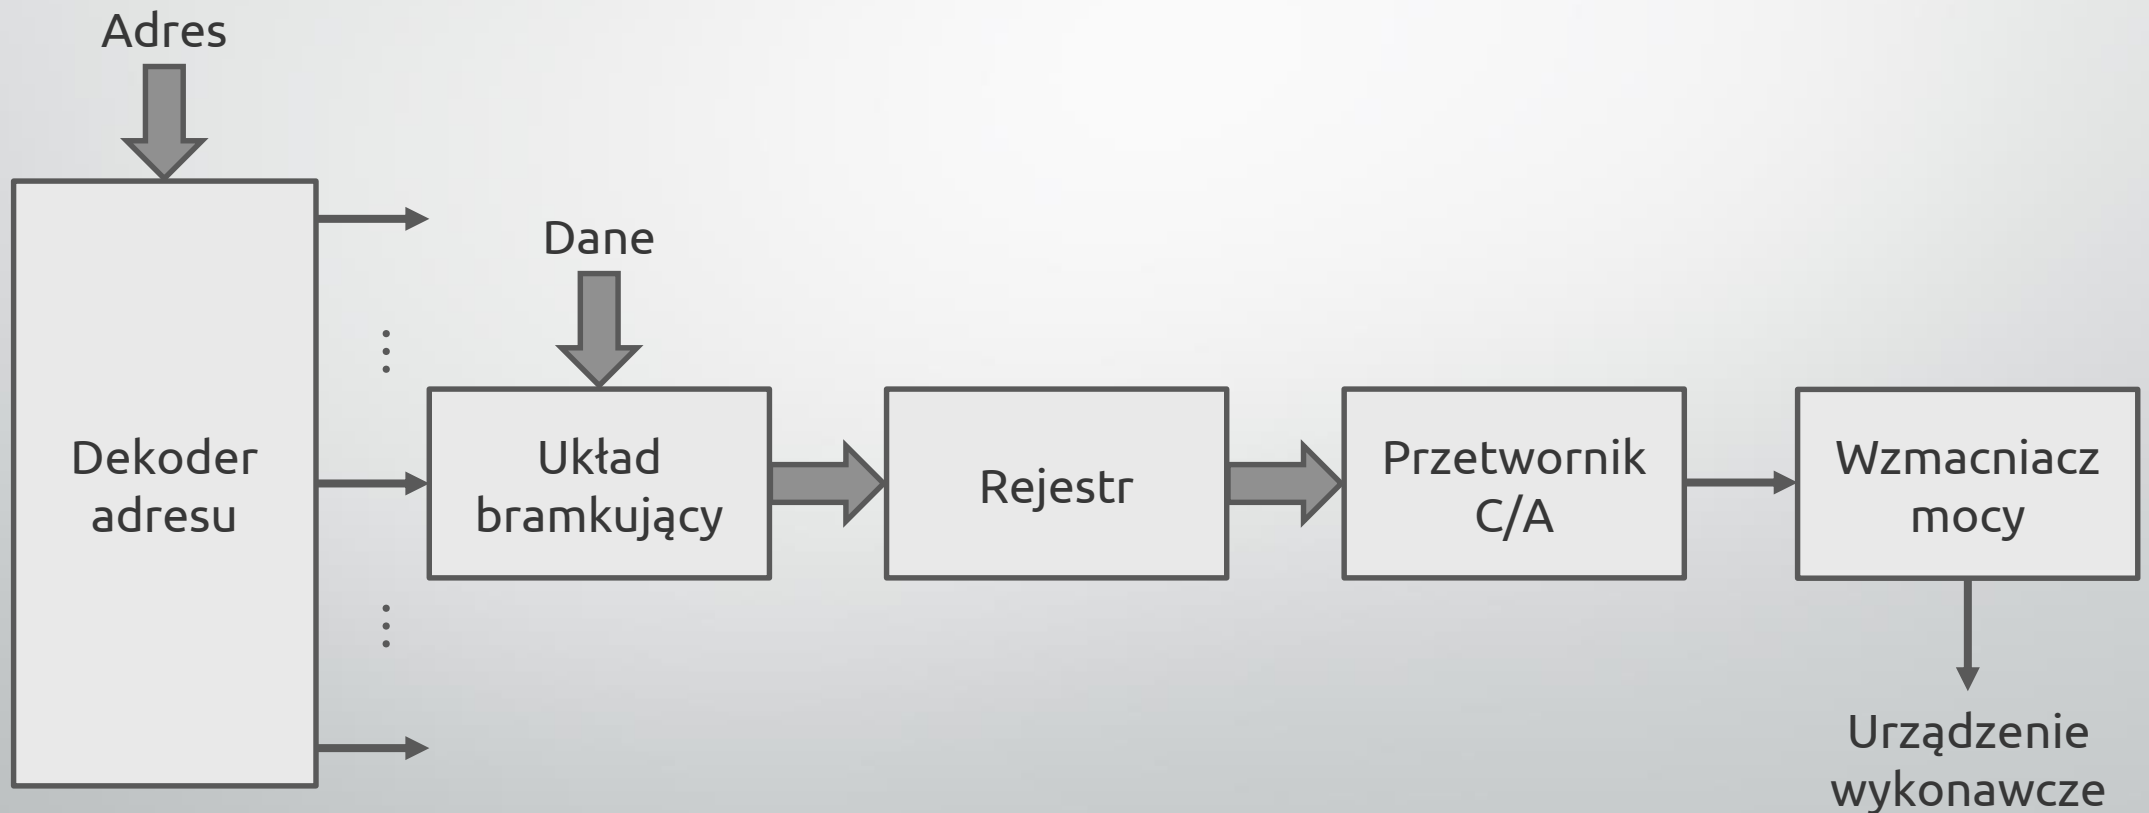 Adres
Dane
Dekoder
adresu
Układ
bramkujący
Rejestr
Przetwornik
C/A
Wzmacniacz
mocy
Urządzenie
wykonawcze